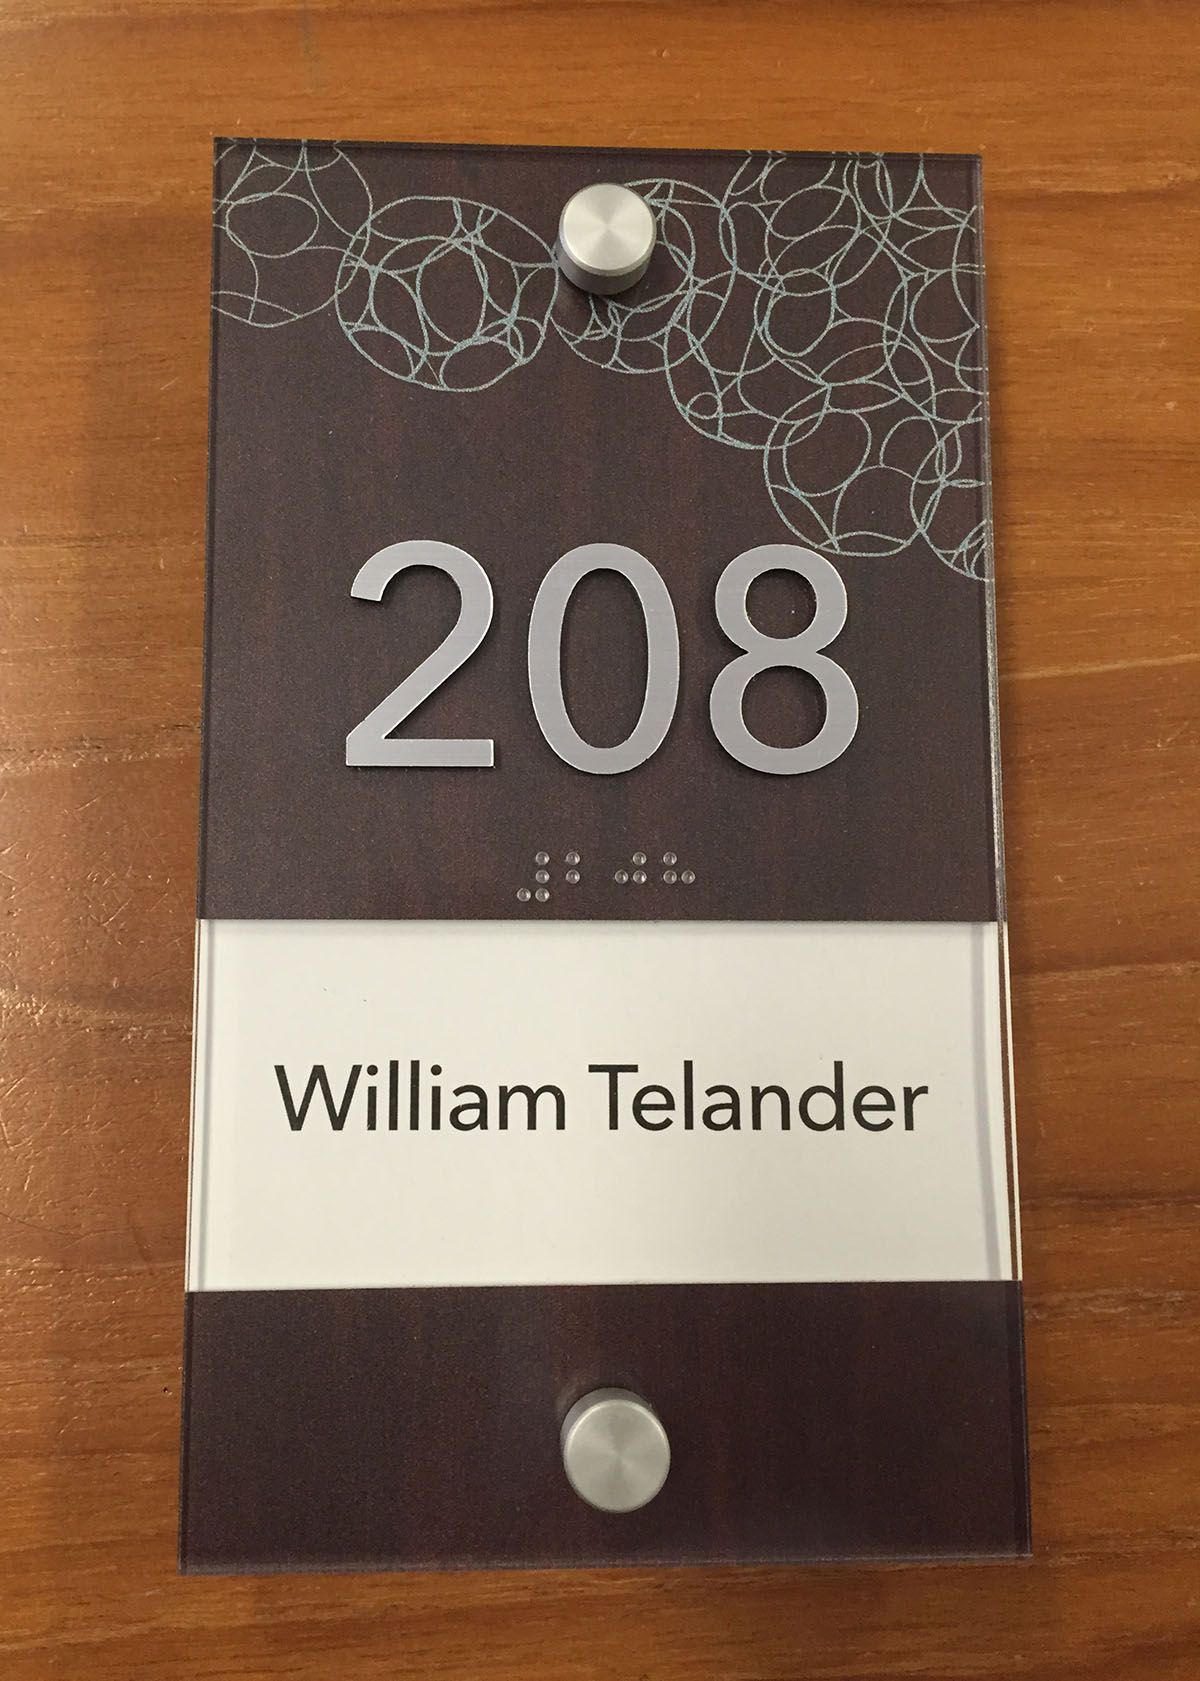 208
⠼⠃⠚⠓
William Telander